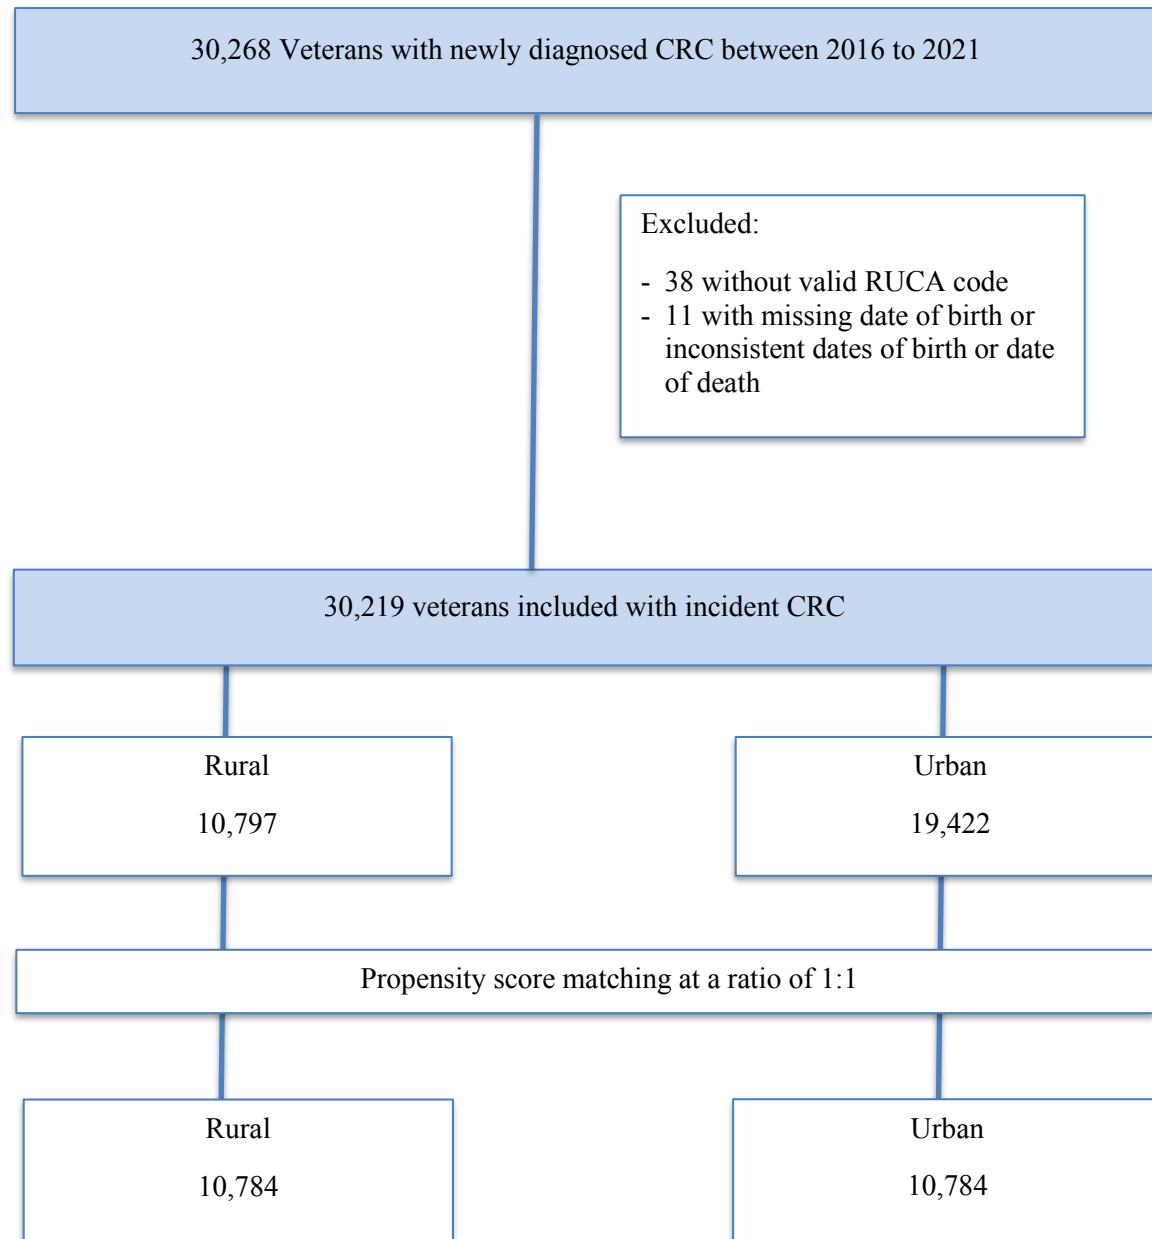 30,268 Veterans with newly diagnosed CRC between 2016 to 2021
Excluded:
- 38 without valid RUCA code
- 11 with missing date of birth or
inconsistent dates of birth or date
of death
30,219 veterans included with incident CRC
Rural
10,797
Urban
19,422
Propensity score matching at a ratio of 1:1
Rural
10,784
Urban
10,784